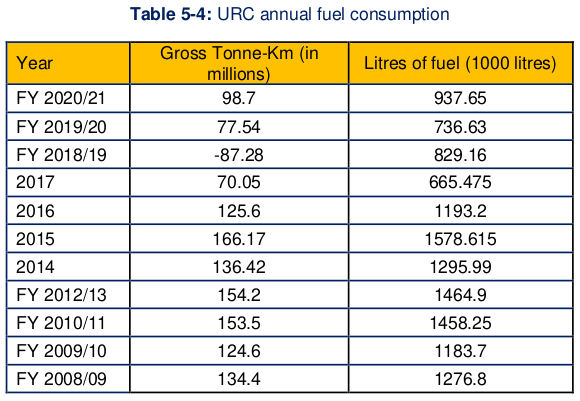 Table 5-4: URC annual fuel consumption
Year Gross Tonne-Km (in millions) Litres of fuel (1000 litres)
FY 2020/21 98.7 937.65
FY 2019/20 77.54 736.63
FY 2018/19 -87.28 829.16
2017 70.05 665.475
2016 125.6 1193.2
2015 166.17 1578.615
2014 136.42 1295.99
FY 2012/13 154.2 1464.9
FY 2010/11 153.5 1458.25
FY 2009/10 124.6 1183.7
FY 2008/09 134.4 1276.8